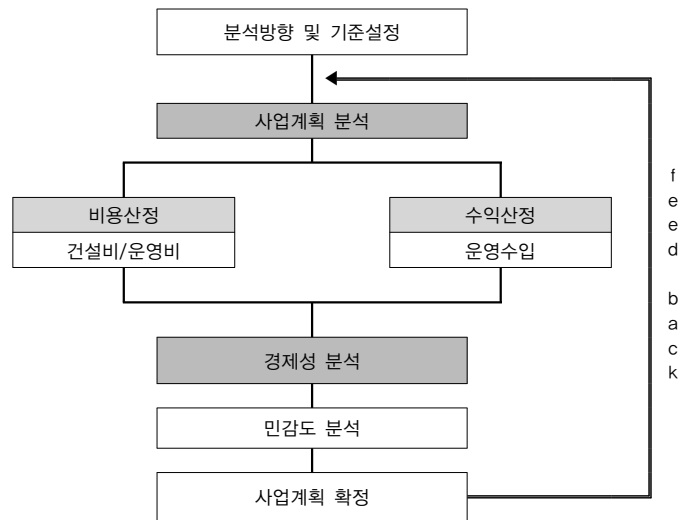 분석방향 및 기준설정
사업계획 분석
비용산정
건설비/운영비
수익산정
운영수입
경제성 분석
민감도 분석
사업계획 확정
feed back